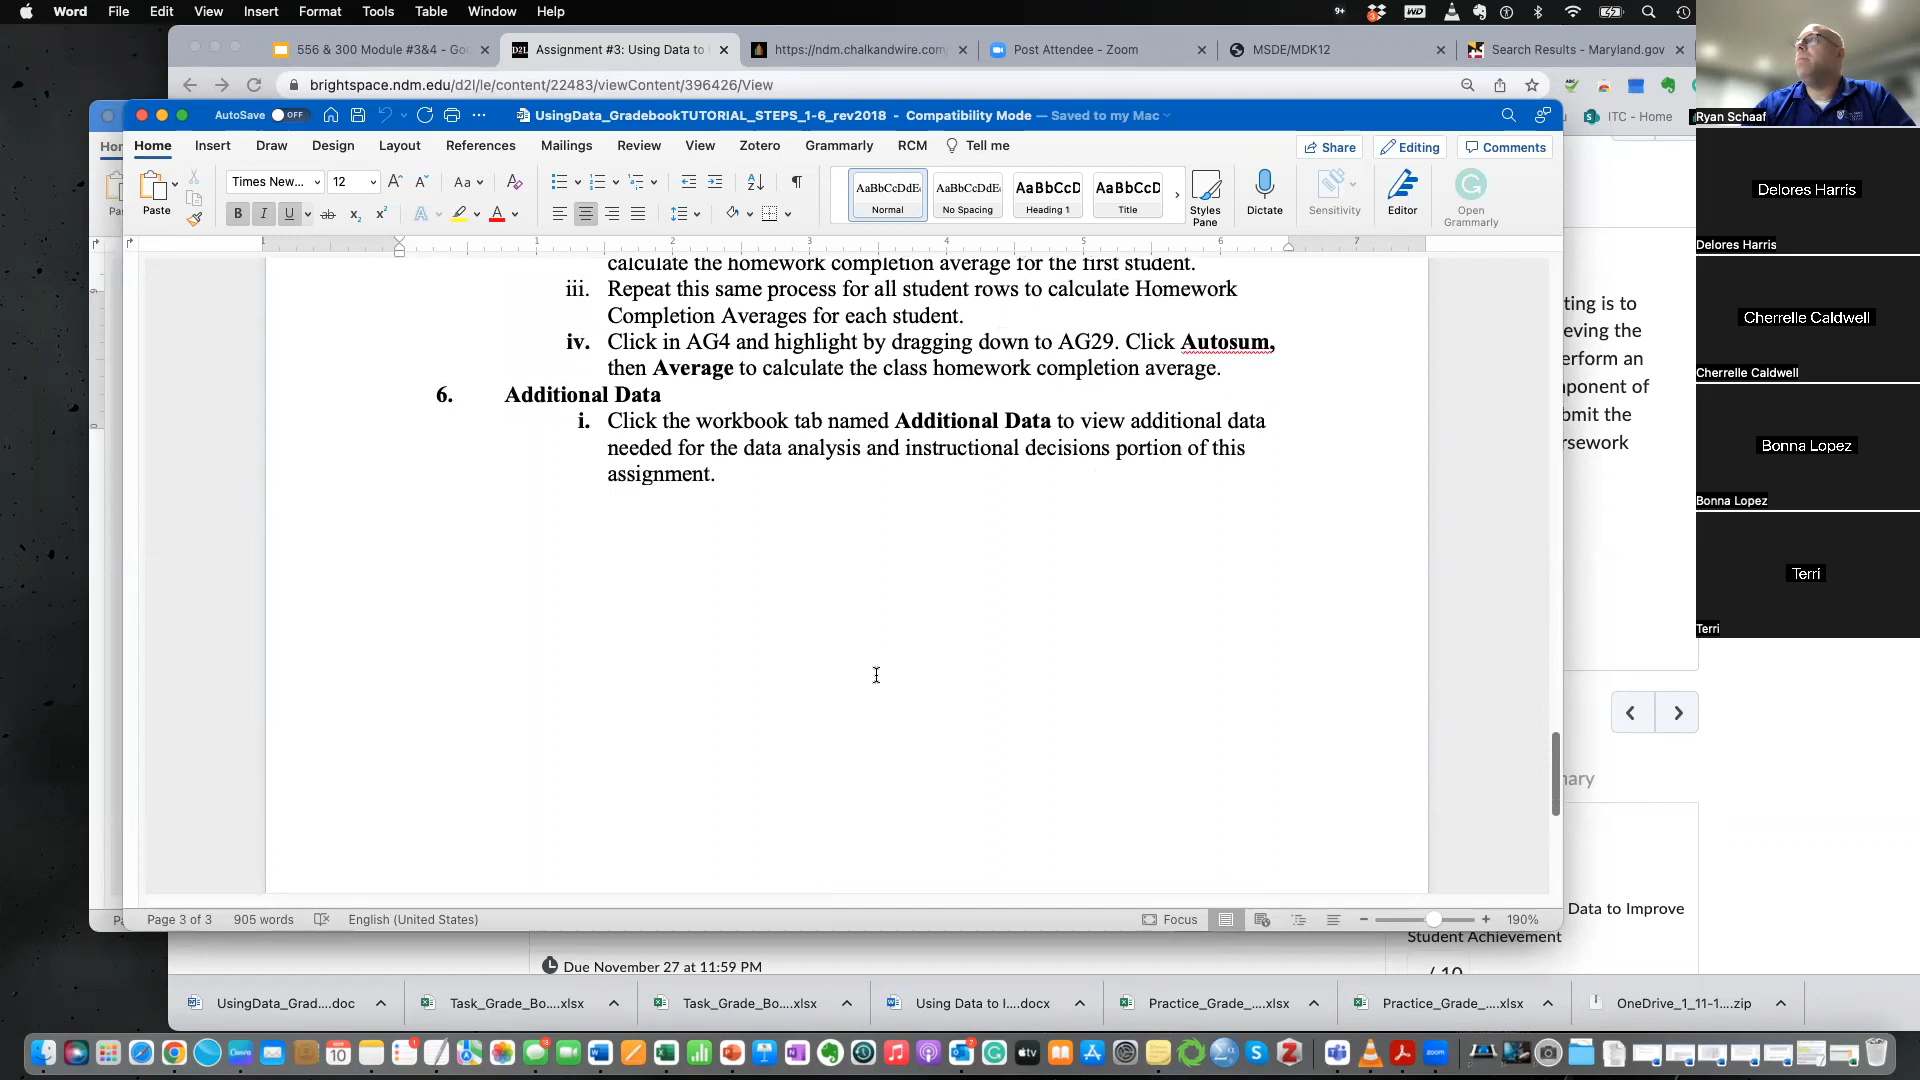 Word File Edit View Insert Format Tools Table Window Help
556 & 300 Module #3&4 - Goo
Assignment #3: Using Data to I
https://ndm.chalkandwire.com/
Post Attendee - Zoom
MSDE/MDK12
Search Results - Maryland.gov
brightspace.ndm.edu/d2l/le/content/22483/viewContent/396426/View
AutoSave OFF
UsingData_GradebookTUTORIAL_STEPS_1-6_rev2018 - Compatibility Mode — Saved to my Mac
ITC - Home
Home Insert Draw Design Layout References Mailings Review View Zotero Grammarly RCM Tell me
Share Editing Comments
Paste
Times New... 12
AaBbCcDdE Normal
AaBbCcDdE No Spacing
AaBbCcD Heading 1
AaBbCcD Title
Styles Pane
Dictate
Sensitivity
Editor
Open Grammarly
calculate the homework completion average for the first student.
iii. Repeat this same process for all student rows to calculate Homework
Completion Averages for each student.
iv. Click in AG4 and highlight by dragging down to AG29. Click Autosum,
then Average to calculate the class homework completion average.
6. Additional Data
i. Click the workbook tab named Additional Data to view additional data
needed for the data analysis and instructional decisions portion of this
assignment.
Page 3 of 3 905 words English (United States)
Focus 190%
ting is to
eving the
erform an
nponent of
bmit the
rsework
Data to Improve
Student Achievement
/ 10
Due November 27 at 11:59 PM
UsingData_Grad....doc
Task_Grade_Bo....xlsx
Task_Grade_Bo....xlsx
Using Data to I....docx
Practice_Grade_....xlsx
Practice_Grade_....xlsx
OneDrive_1_11-1....zip
Ryan Schaaf
Delores Harris
Delores Harris
Cherrelle Caldwell
Cherrelle Caldwell
Bonna Lopez
Bonna Lopez
Terri
Terri